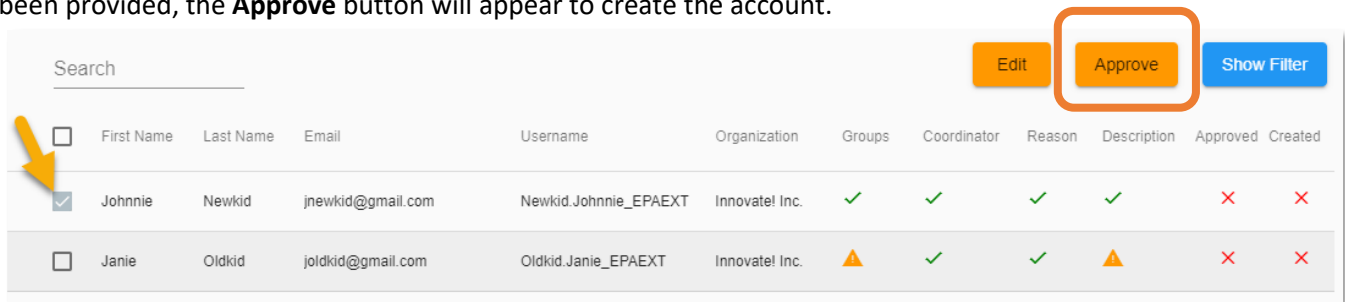 been provided, the Approve button will appear to create the account.
Search Edit Approve Show Filter
First Name Last Name Email Username Organization Groups Coordinator Reason Description Approved Created
Johnnie Newkid jnewkid@gmail.com Newkid.Johnnie_EPAEXT Innovate! Inc.
Janie Oldkid joldkid@gmail.com Oldkid.Janie_EPAEXT Innovate! Inc.